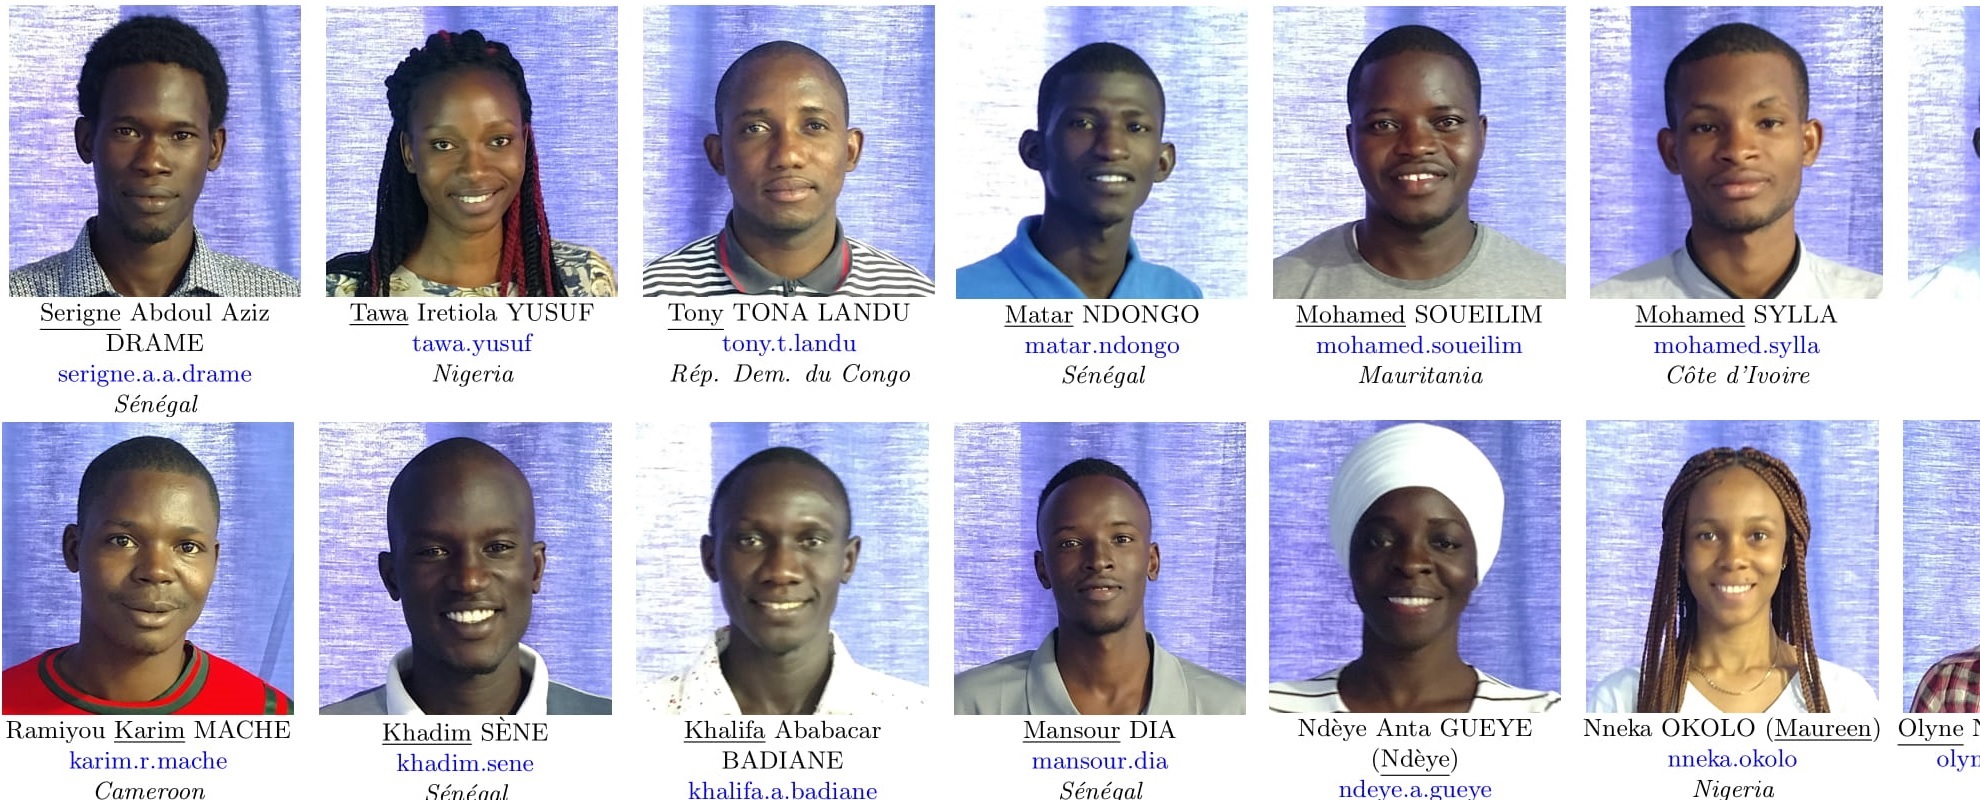 Serigne Abdoul Aziz
DRAME
serigne.a.a.drame
Sénégal
Tawa Iretiola YUSUF
tawa.yusuf
Nigeria
Tony TONA LANDU
tony.t.landu
Rép. Dem. du Congo
Matar NDONGO
matar.ndongo
Sénégal
Mohamed SOUEILIM
mohamed.soueilim
Mauritania
Mohamed SYLLA
mohamed.sylla
Côte d'Ivoire
Ramiyou Karim MACHE
karim.r.mache
Cameroon
Khadim SÈNE
khadim.sene
Sénégal
Khalifa Ababacar
BADIANE
khalifa.a.badiane
Mansour DIA
mansour.dia
Sénégal
Ndèye Anta GUEYE
(Ndèye)
ndeye.a.gueye
Nneka OKOLO (Maureen)
nneka.okolo
Nigeria
Olyne